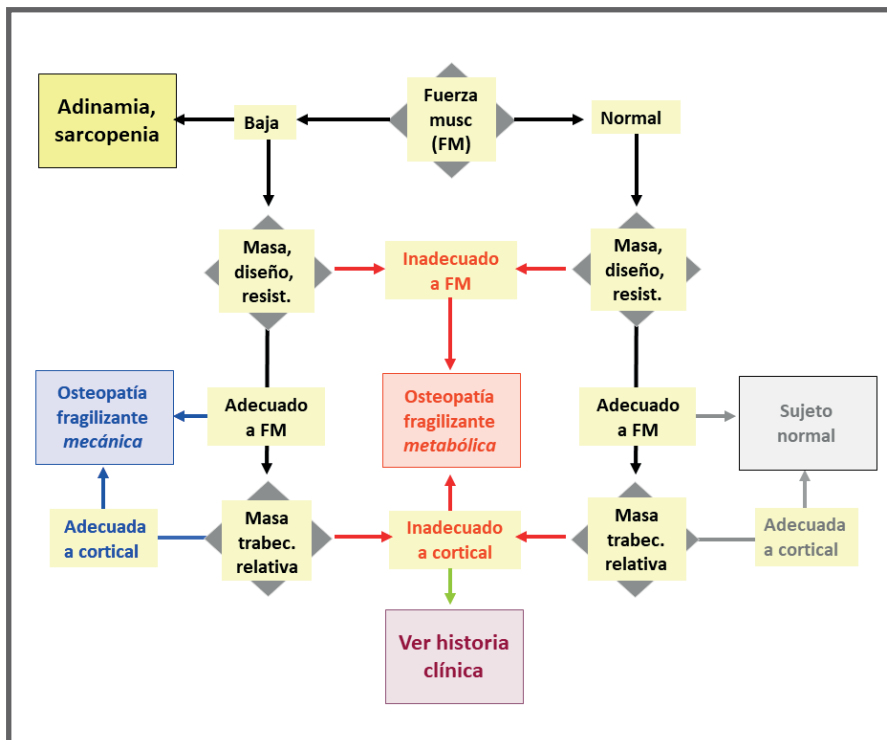 Adinamia,
sarcopenia
Baja
Fuerza
musc
(FM)
Normal
Masa,
diseño,
resist.
Inadecuado
a FM
Masa,
diseño,
resist.
Osteopatía
fragilizante
mecánica
Adecuado
a FM
Osteopatía
fragilizante
metabólica
Adecuado
a FM
Sujeto
normal
Adecuada
a cortical
Masa
trabec.
relativa
Inadecuado
a cortical
Masa
trabec.
relativa
Adecuada
a cortical
Ver historia
clínica